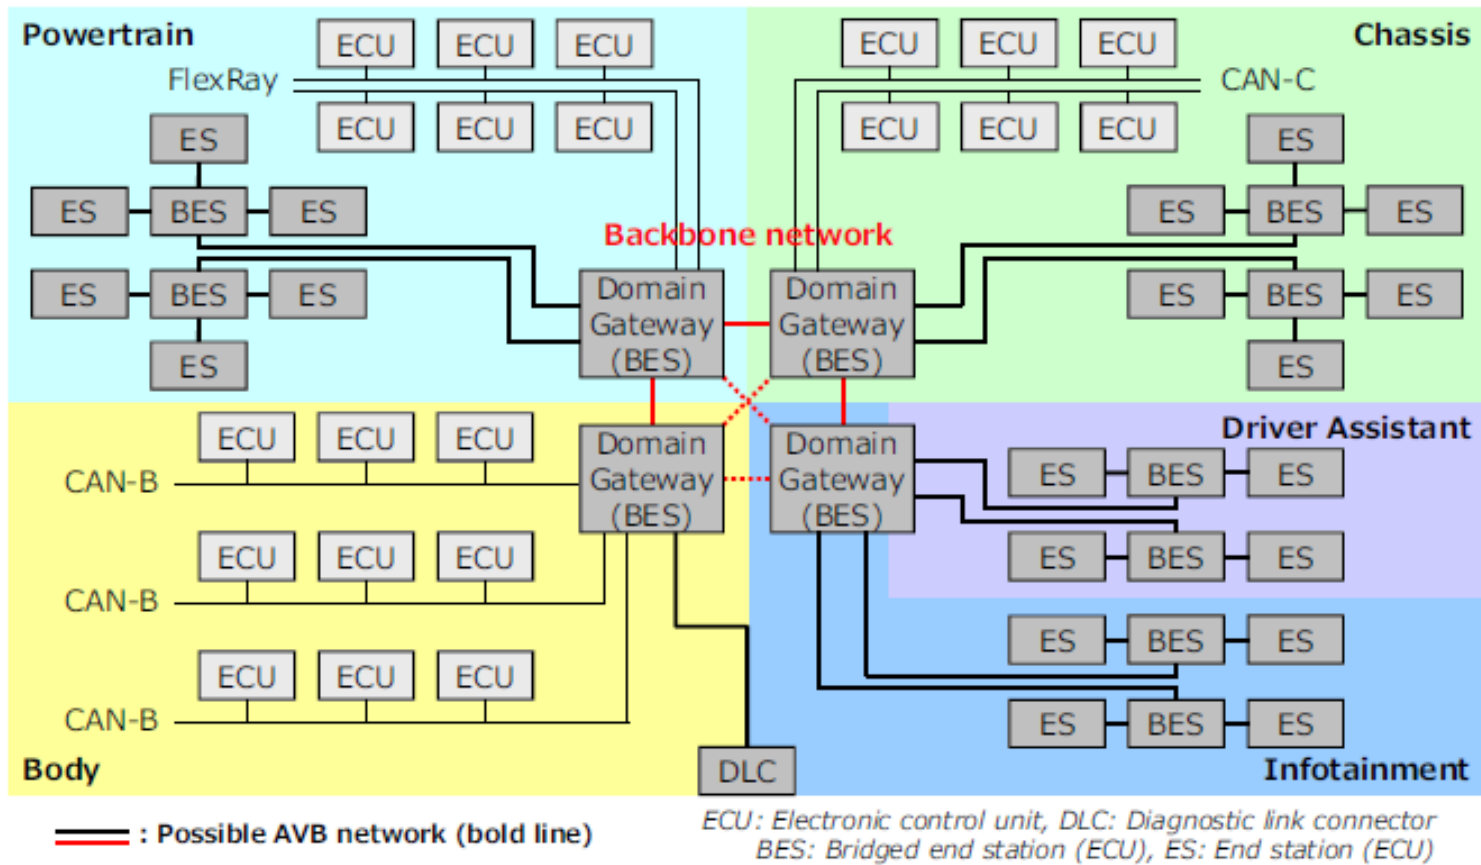 Powertrain
ECU ECU ECU
FlexRay
ECU ECU ECU
ES
ES BES ES
ES BES ES
ES
Chassis
ECU ECU ECU
CAN-C
ECU ECU ECU
ES
ES BES ES
ES BES ES
ES
Backbone network
Domain
Gateway
(BES)
Domain
Gateway
(BES)
Domain
Gateway
(BES)
Domain
Gateway
(BES)
ECU ECU ECU
CAN-B
ECU ECU ECU
CAN-B
ECU ECU ECU
CAN-B
Body
DLC
Driver Assistant
ES BES ES
ES BES ES
ES BES ES
ES BES ES
Infotainment
: Possible AVB network (bold line)
ECU: Electronic control unit, DLC: Diagnostic link connector
BES: Bridged end station (ECU), ES: End station (ECU)